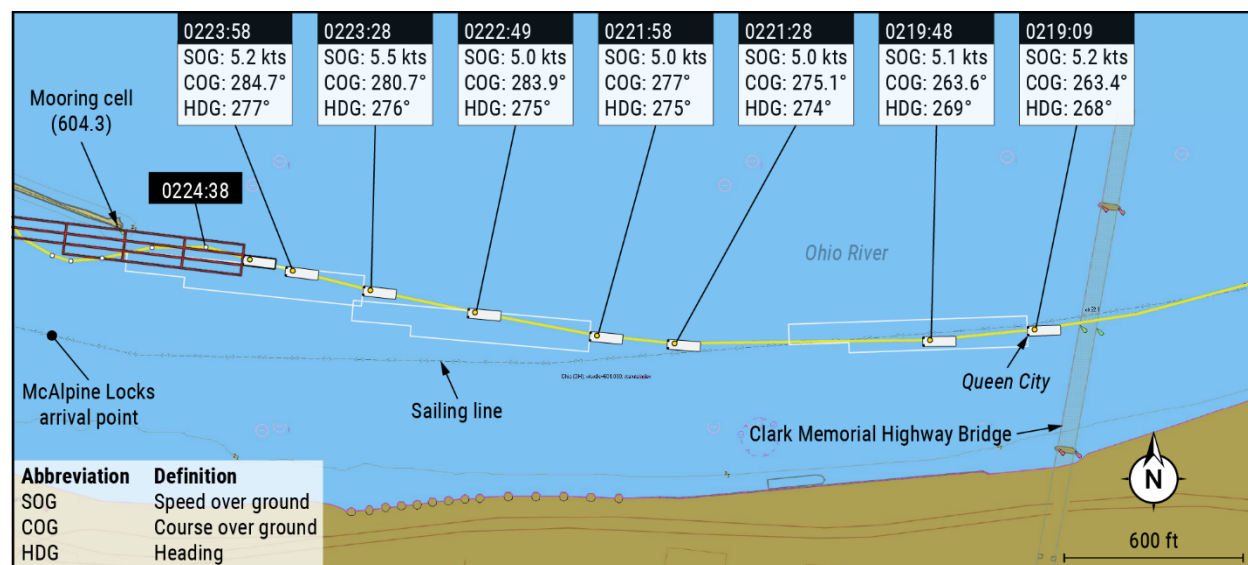 0223:58
SOG: 5.2 kts
COG: 284.7°
HDG: 277°
0223:28
SOG: 5.5 kts
COG: 280.7°
HDG: 276°
0222:49
SOG: 5.0 kts
COG: 283.9°
HDG: 275°
0221:58
SOG: 5.0 kts
COG: 277°
HDG: 275°
0221:28
SOG: 5.0 kts
COG: 275.1°
HDG: 274°
0219:48
SOG: 5.1 kts
COG: 263.6°
HDG: 269°
0219:09
SOG: 5.2 kts
COG: 263.4°
HDG: 268°
Mooring cell
(604.3)
0224:38
Ohio River
McAlpine Locks
arrival point
Sailing line
Queen City
Clark Memorial Highway Bridge
N
600 ft
Abbreviation Definition
SOG Speed over ground
COG Course over ground
HDG Heading